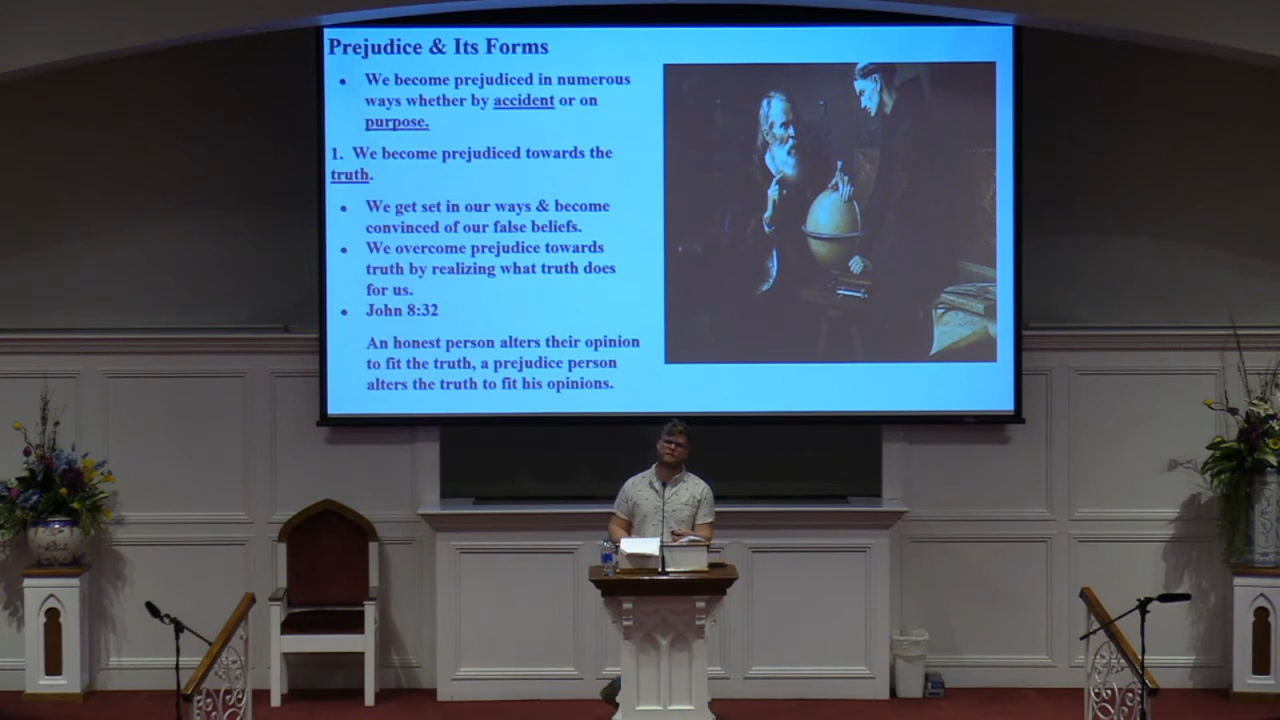 Prejudice & Its Forms
• We become prejudiced in numerous
ways whether by accident or on
purpose.
1. We become prejudiced towards the
truth.
• We get set in our ways & become
convinced of our false beliefs.
• We overcome prejudice towards
truth by realizing what truth does
for us.
• John 8:32
An honest person alters their opinion
to fit the truth, a prejudice person
alters the truth to fit his opinions.